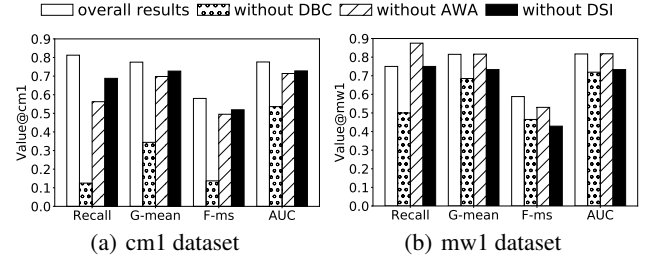 overall results without DBC without AWA without DSI
Value@cm1
0.9
0.8
0.7
0.6
0.5
0.4
0.3
0.2
0.1
0.0
Recall G-mean F-ms AUC
(a) cm1 dataset
Value@mw1
0.9
0.8
0.7
0.6
0.5
0.4
0.3
0.2
0.1
0.0
Recall G-mean F-ms AUC
(b) mw1 dataset